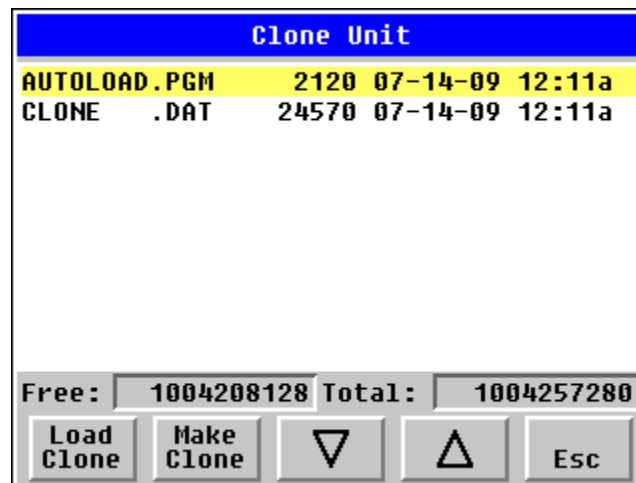 Clone Unit
AUTOLOAD.PGM 2120 07-14-09 12:11a
CLONE .DAT 24570 07-14-09 12:11a
Free: 1004208128 Total: 1004257280
Load Clone Make Clone Esc